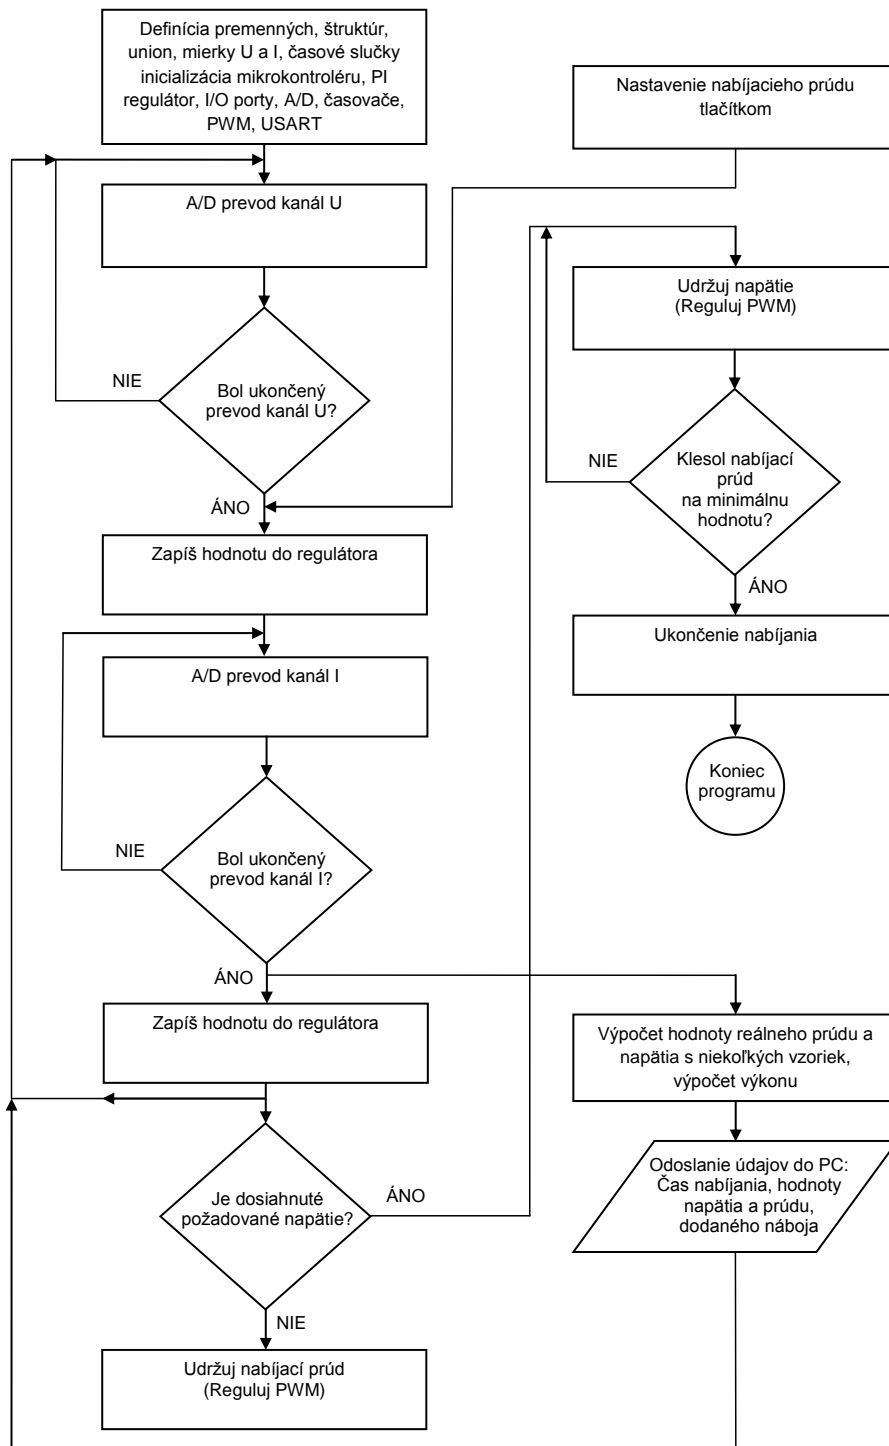 Definícia premenných, štruktúr,
union, mierky U a I, časové slučky
inicializácia mikrokontroléru, PI
regulátor, I/O porty, A/D, časovače,
PWM, USART
A/D prevod kanál U
NIE
Bol ukončený
prevod kanál U?
ÁNO
Zapíš hodnotu do regulátora
A/D prevod kanál I
NIE
Bol ukončený
prevod kanál I?
ÁNO
Zapíš hodnotu do regulátora
Je dosiahnuté
požadované napätie?
ÁNO
NIE
Udržuj nabíjací prúd
(Reguluj PWM)
Nastavenie nabíjacieho prúdu
tlačítkom
Udržuj napätie
(Reguluj PWM)
NIE
Klesol nabíjací
prúd
na minimálnu
hodnotu?
ÁNO
Ukončenie nabíjania
Koniec
programu
Výpočet hodnoty reálneho prúdu a
napätia s niekoľkých vzoriek,
výpočet výkonu
Odoslanie údajov do PC:
Čas nabíjania, hodnoty
napätia a prúdu,
dodaného náboja